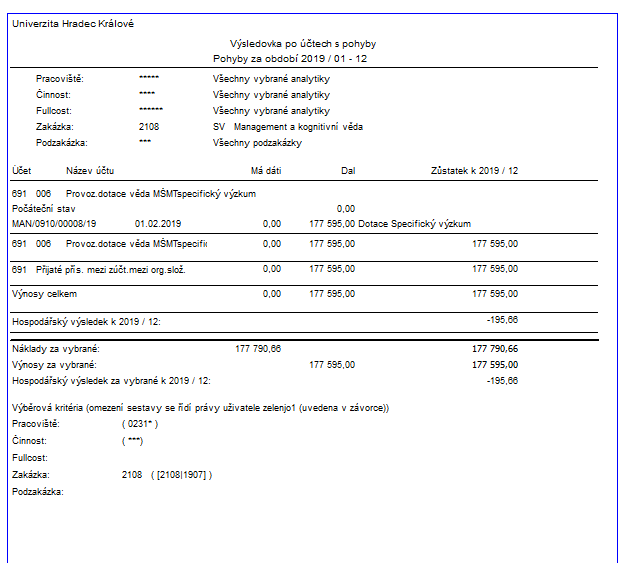 Univerzita Hradec Králové
Výsledovka po účtech s pohyby
Pohyby za období 2019 / 01 - 12
Pracoviště: ***** Všechny vybrané analytiky
Činnost: **** Všechny vybrané analytiky
Fullcost: ****** Všechny vybrané analytiky
Zakázka: 2108 SV Management a kognitivní věda
Podzakázka: *** Všechny podzakázky
Účet Název účtu Má dáti Dal Zůstatek k 2019 / 12
691 006 Provoz.dotace věda MŠMTspecifický výzkum
Počáteční stav 0,00
MAN/0910/00008/19 01.02.2019 0,00 177 595,00 Dotace Specifický výzkum
691 006 Provoz.dotace věda MŠMTspecific 0,00 177 595,00 177 595,00
691 Přijaté přís. mezi zúčt.mezi org.slož. 0,00 177 595,00 177 595,00
Výnosy celkem 0,00 177 595,00 177 595,00
Hospodářský výsledek k 2019 / 12: -195,66
Náklady za vybrané: 177 790,66 177 790,66
Výnosy za vybrané: 177 595,00 177 595,00
Hospodářský výsledek za vybrané k 2019 / 12: -195,66
Výběrová kritéria (omezení sestavy se řídí právy uživatele zelenjo1 (uvedena v závorce))
Pracoviště: ( 0231* )
Činnost: ( ***)
Fullcost:
Zakázka: 2108 ( [2108|1907] )
Podzakázka: